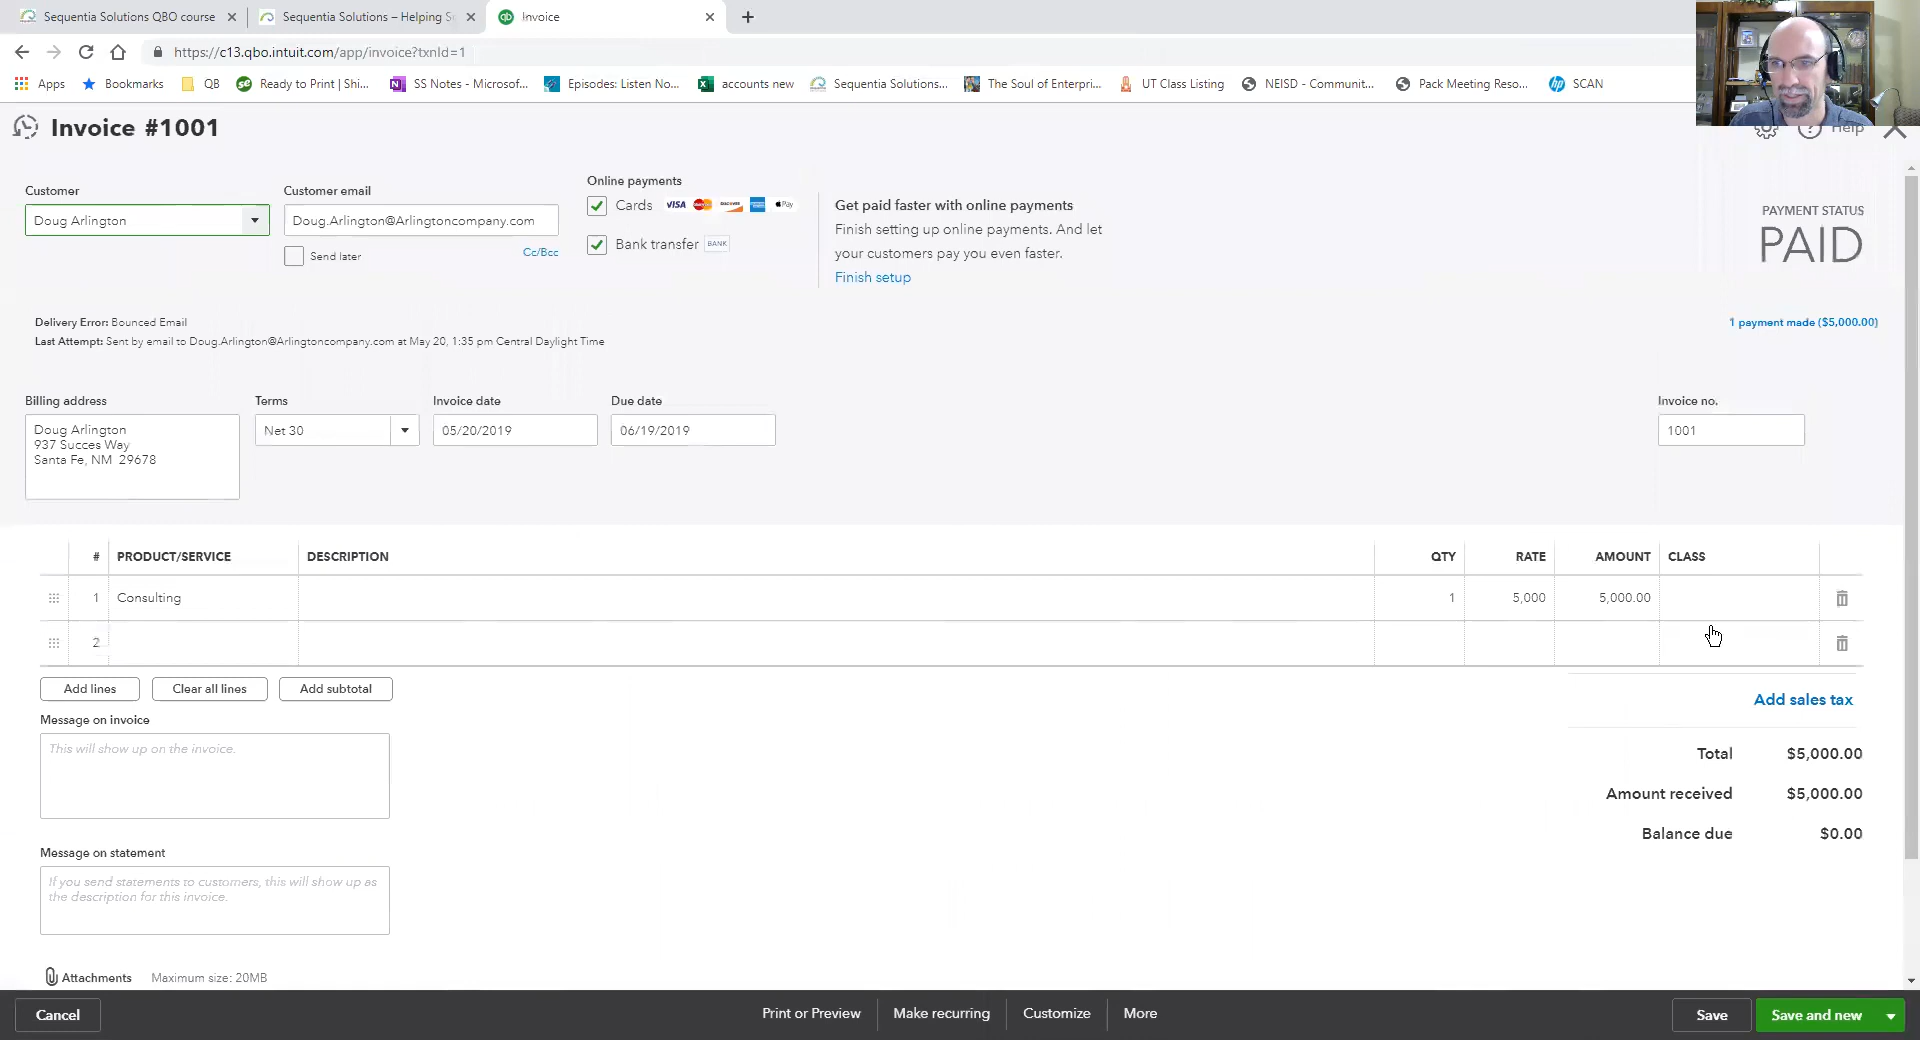 Sequentia Solutions QBO course
Sequentia Solutions – Helping S
Invoice
https://c13.qbo.intuit.com/app/invoice?txnId=1
Apps
Bookmarks
QB
Ready to Print | Shi...
SS Notes - Microsof...
Episodes: Listen No...
accounts new
Sequentia Solutions...
The Soul of Enterpri...
UT Class Listing
NEISD - Communit...
Pack Meeting Reso...
SCAN
Invoice #1001
Help
Customer
Doug Arlington
Customer email
Doug.Arlington@Arlingtoncompany.com
Send later
Cc/Bcc
Online payments
Cards
VISA
DISCOVER
Pay
Bank transfer
BANK
Get paid faster with online payments
Finish setting up online payments. And let
your customers pay you even faster.
Finish setup
PAYMENT STATUS
PAID
Delivery Error: Bounced Email
Last Attempt: Sent by email to Doug.Arlington@Arlingtoncompany.com at May 20, 1:35 pm Central Daylight Time
1 payment made ($5,000.00)
Billing address
Doug Arlington
937 Succes Way
Santa Fe, NM 29678
Terms
Net 30
Invoice date
05/20/2019
Due date
06/19/2019
Invoice no.
1001
# PRODUCT/SERVICE DESCRIPTION QTY RATE AMOUNT CLASS
1 Consulting 1 5,000 5,000.00
2
Add lines
Clear all lines
Add subtotal
Add sales tax
Message on invoice
This will show up on the invoice.
Total $5,000.00
Amount received $5,000.00
Balance due $0.00
Message on statement
If you send statements to customers, this will show up as
the description for this invoice.
Attachments Maximum size: 20MB
Cancel
Print or Preview
Make recurring
Customize
More
Save
Save and new